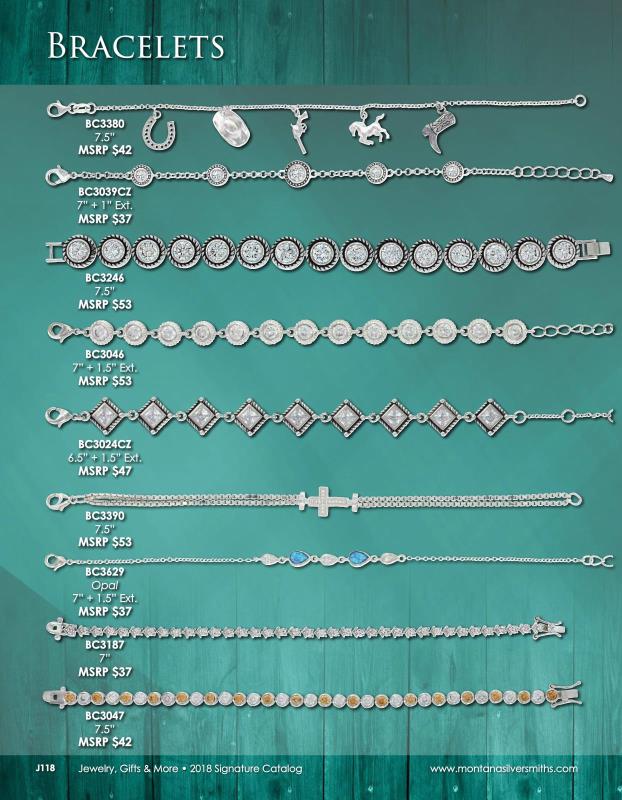 BRACELETS
BC3380
7.5"
MSRP $42
BC3039CZ
7" + 1" Ext.
MSRP $37
BC3246
7.5"
MSRP $53
BC3046
7" + 1.5" Ext.
MSRP $53
BC3024CZ
6.5" + 1.5" Ext.
MSRP $47
BC3390
7.5"
MSRP $53
BC3629
Opal
7" + 1.5" Ext.
MSRP $37
BC3187
7"
MSRP $37
BC3047
7.5"
MSRP $42
J118 Jewelry, Gifts & More • 2018 Signature Catalog www.montanasilversmiths.com